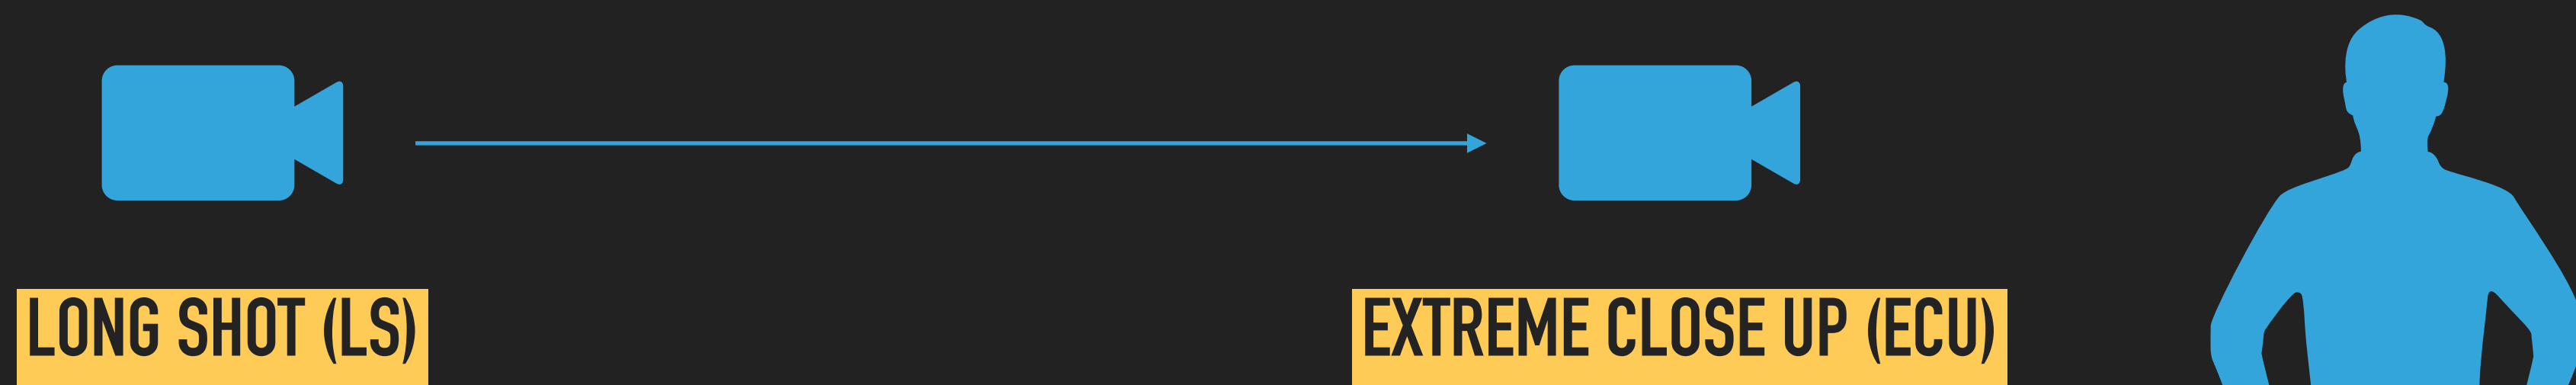 LONG SHOT (LS)
EXTREME CLOSE UP (ECU)